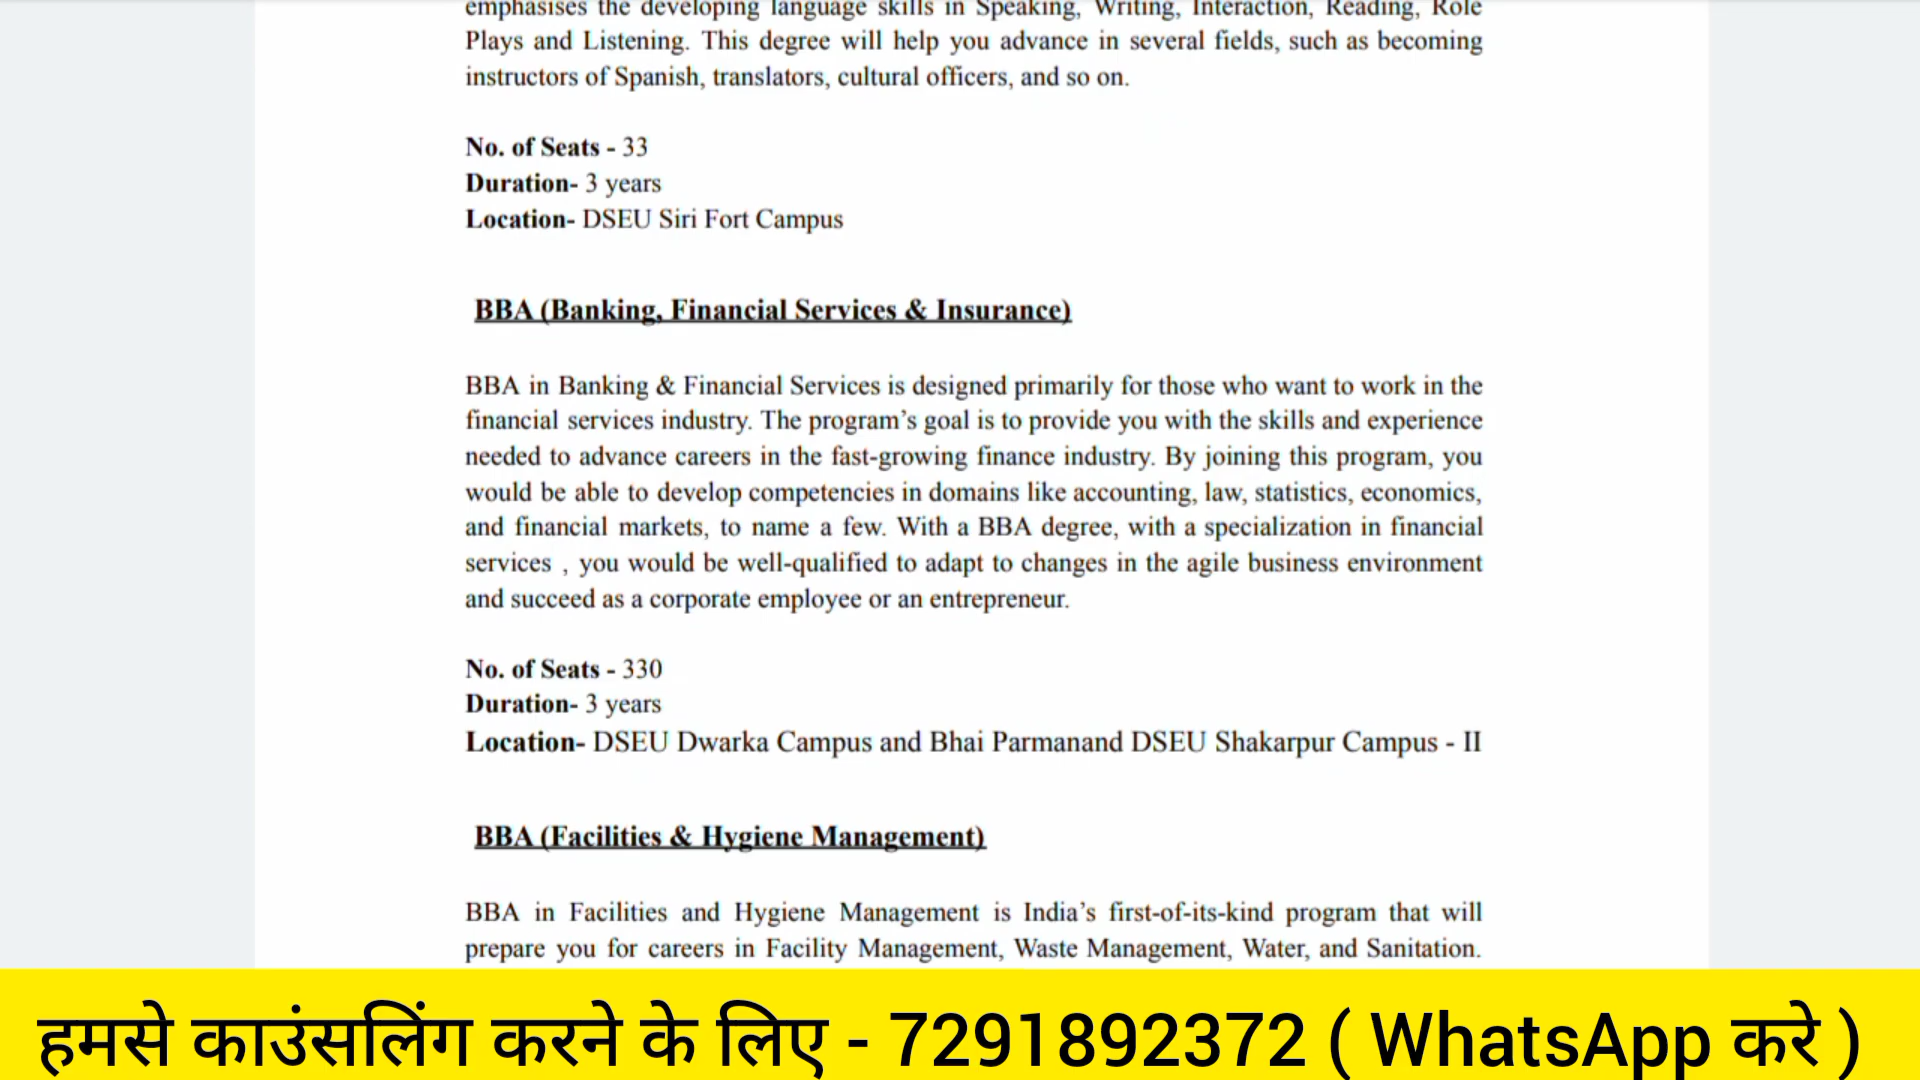 emphasises the developing language skills in Speaking, Writing, Interaction, Reading, Role
Plays and Listening. This degree will help you advance in several fields, such as becoming
instructors of Spanish, translators, cultural officers, and so on.
No. of Seats - 33
Duration- 3 years
Location- DSEU Siri Fort Campus
BBA (Banking, Financial Services & Insurance)
BBA in Banking & Financial Services is designed primarily for those who want to work in the
financial services industry. The program’s goal is to provide you with the skills and experience
needed to advance careers in the fast-growing finance industry. By joining this program, you
would be able to develop competencies in domains like accounting, law, statistics, economics,
and financial markets, to name a few. With a BBA degree, with a specialization in financial
services , you would be well-qualified to adapt to changes in the agile business environment
and succeed as a corporate employee or an entrepreneur.
No. of Seats - 330
Duration- 3 years
Location- DSEU Dwarka Campus and Bhai Parmanand DSEU Shakarpur Campus - II
BBA (Facilities & Hygiene Management)
BBA in Facilities and Hygiene Management is India’s first-of-its-kind program that will
prepare you for careers in Facility Management, Waste Management, Water, and Sanitation.
हमसे काउंसलिंग करने के लिए - 7291892372 ( WhatsApp करे )